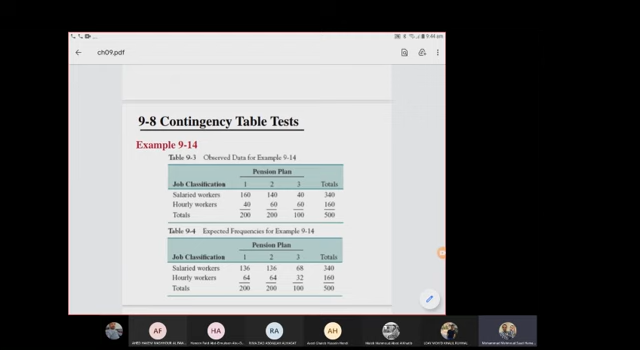 9:44 am
ch09.pdf
9-8 Contingency Table Tests
Example 9-14
Table 9-3 Observed Data for Example 9-14
Pension Plan
Job Classification 1 2 3 Totals
Salaried workers 160 140 40 340
Hourly workers 40 60 60 160
Totals 200 200 100 500
Table 9-4 Expected Frequencies for Example 9-14
Pension Plan
Job Classification 1 2 3 Totals
Salaried workers 136 136 68 340
Hourly workers 64 64 32 160
Totals 200 200 100 500
AF HA RA AH